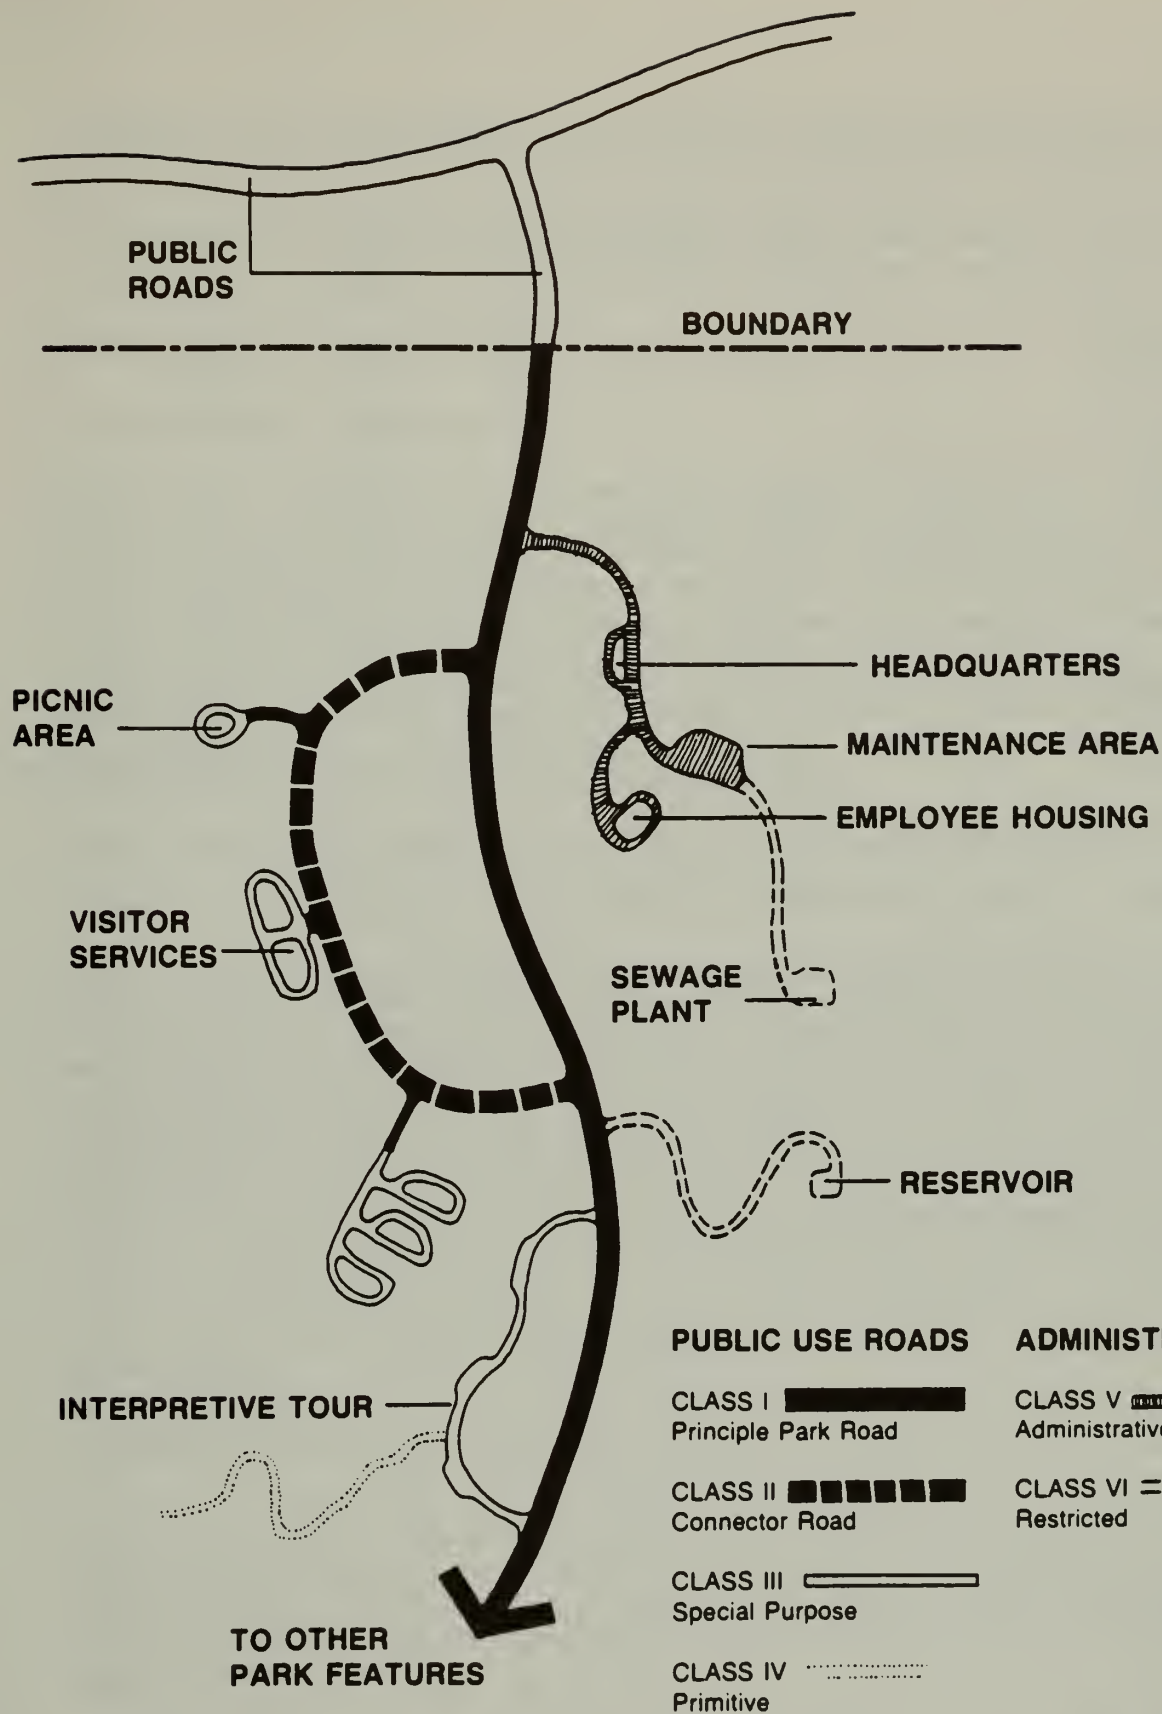 PUBLIC
ROADS
BOUNDARY
HEADQUARTERS
PICNIC
AREA
MAINTENANCE AREA
EMPLOYEE HOUSING
VISITOR
SERVICES
SEWAGE
PLANT
RESERVOIR
PUBLIC USE ROADS
ADMINIST
INTERPRETIVE TOUR
CLASS I
Principle Park Road
CLASS V
Administrative
CLASS II
Connector Road
CLASS VI
Restricted
CLASS III
Special Purpose
TO OTHER
PARK FEATURES
CLASS IV
Primitive